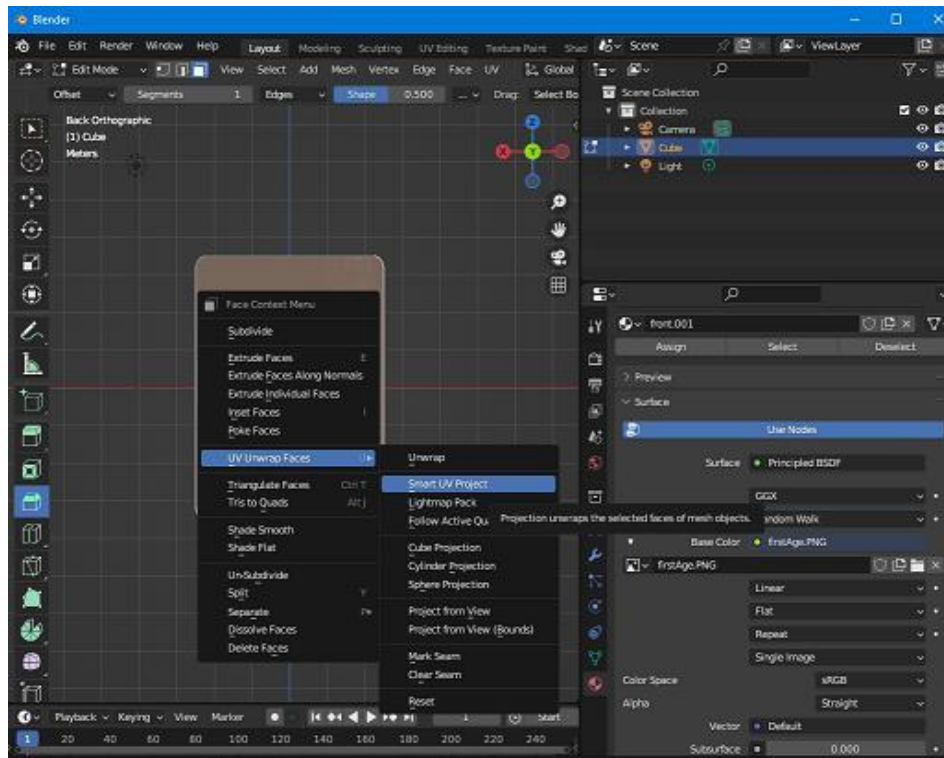 Blender
File Edit Render Window Help Layout Modeling Sculpting UV Editing Texture Paint Shad Scene ViewLayer
Edit Mode View Select Add Mesh Vertex Edge Face UV Global
Offset Segments 1 Edges Shape 0.500 Drag: Select Bo
Back Orthographic
(1) Cube
Meters
X Y Z
Scene Collection
Collection
Camera
Cube
Light
front.001
Assign Select Deselect
Preview
Surface
Use Nodes
Surface Principled BSDF
GGX
andom Walk
Base Color firstAge.PNG
firstAge.PNG
Linear
Flat
Repeat
Single Image
Color Space sRGB
Alpha Straight
Vector Default
Subsurface 0.000
Face Context Menu
Subdivide
Extrude Faces E
Extrude Faces Along Normals
Extrude Individual Faces
Inset Faces I
Poke Faces
UV Unwrap Faces U
Triangulate Faces Ctrl T
Tris to Quads Alt J
Shade Smooth
Shade Flat
Un-Subdivide
Split Y
Separate P
Dissolve Faces
Delete Faces
Unwrap
Smart UV Project
Lightmap Pack
Follow Active Qu
Projection unwraps the selected faces of mesh objects.
Cube Projection
Cylinder Projection
Sphere Projection
Project from View
Project from View (Bounds)
Mark Seam
Clear Seam
Reset
Playback Keying View Marker 1 Start
1 20 40 60 80 100 120 140 160 180 200 220 240